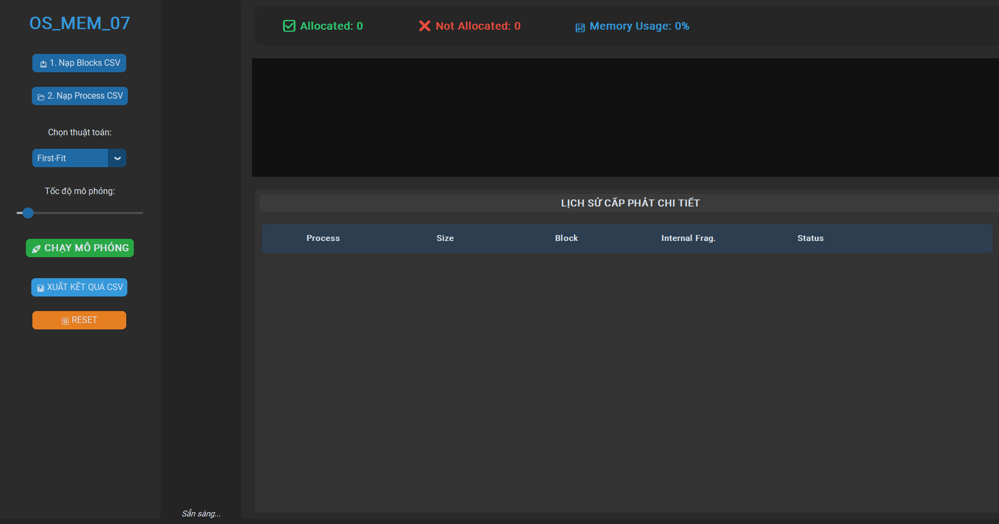 OS_MEM_07
1. Nạp Blocks CSV
2. Nạp Process CSV
Chọn thuật toán:
First-Fit
Tốc độ mô phỏng:
CHẠY MÔ PHỎNG
XUẤT KẾT QUẢ CSV
RESET
Sẵn sàng...
Allocated: 0
Not Allocated: 0
Memory Usage: 0%
LỊCH SỬ CẤP PHÁT CHI TIẾT
Process Size Block Internal Frag. Status